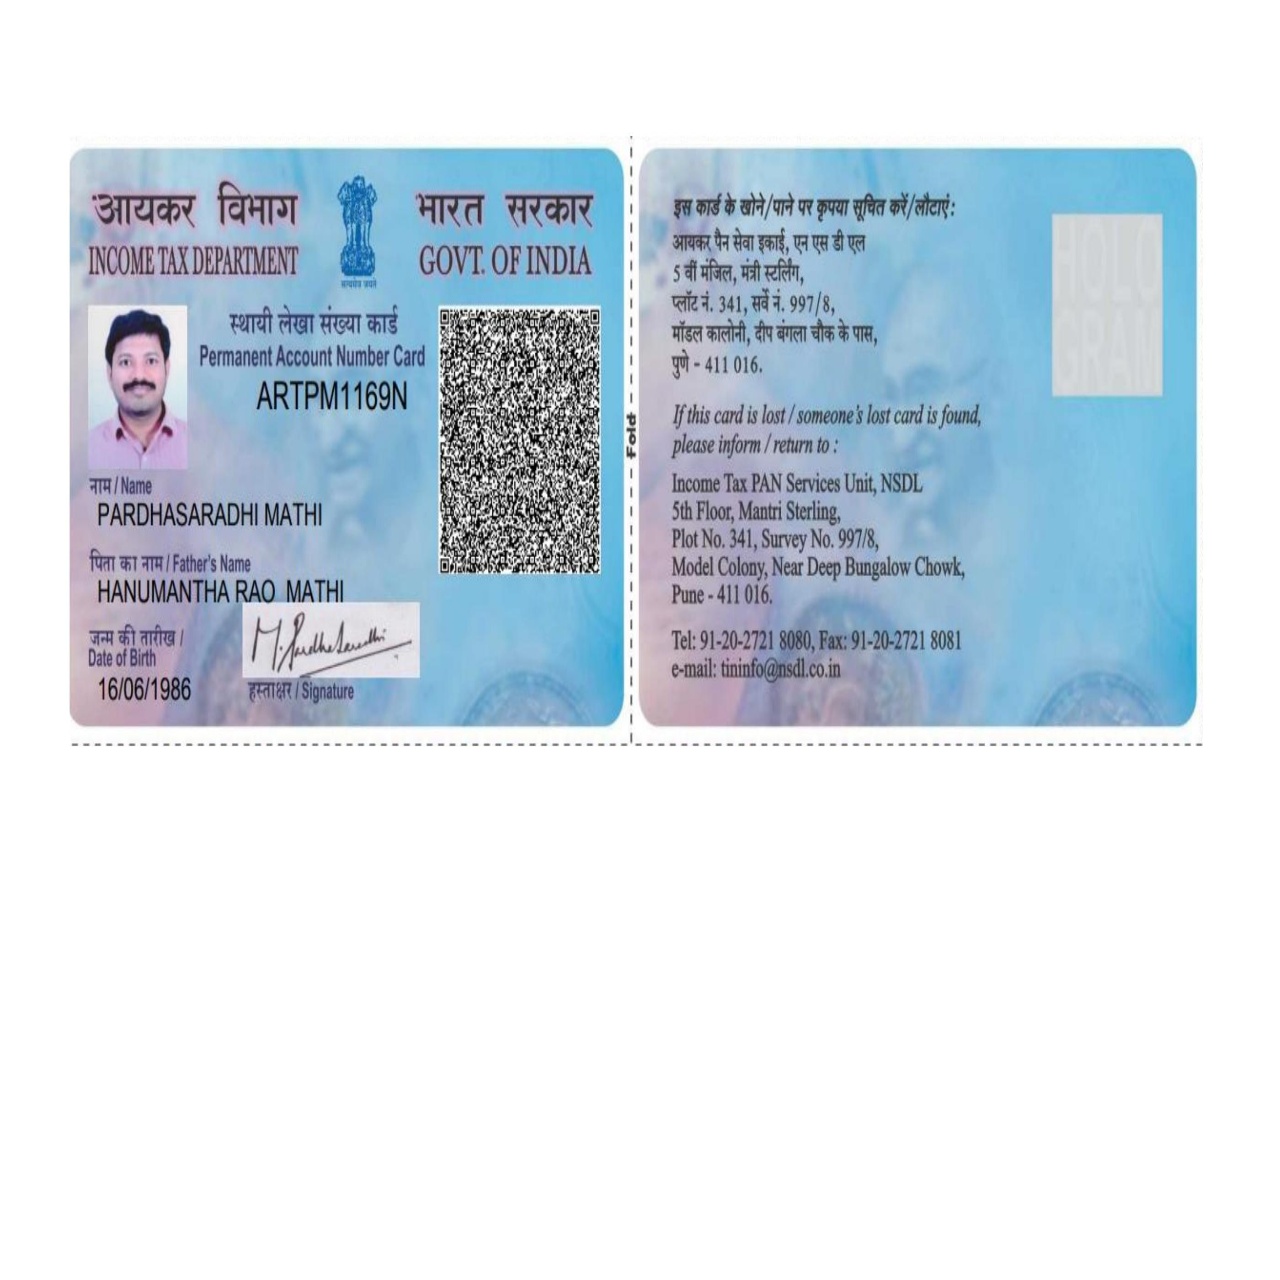 आयकर विभाग
INCOME TAX DEPARTMENT
सत्यमेव जयते
भारत सरकार
GOVT. OF INDIA
स्थायी लेखा संख्या कार्ड
Permanent Account Number Card
ARTPM1169N
नाम / Name
PARDHASARADHI MATHI
पिता का नाम / Father's Name
HANUMANTHA RAO MATHI
जन्म की तारीख /
Date of Birth
16/06/1986
M. PardhaSaradhi
हस्ताक्षर / Signature
Fold
इस कार्ड के खोने/पाने पर कृपया सूचित करें/लौटाएं :
आयकर पैन सेवा इकाई, एन एस डी एल
5 वीं मंजिल, मंत्री स्टर्लिंग,
प्लॉट नं. 341, सर्वे नं. 997/8,
मॉडल कालोनी, दीप बंगला चौक के पास,
पुणे - 411 016.
HOLO
GRAM
If this card is lost / someone's lost card is found,
please inform / return to :
Income Tax PAN Services Unit, NSDL
5th Floor, Mantri Sterling,
Plot No. 341, Survey No. 997/8,
Model Colony, Near Deep Bungalow Chowk,
Pune - 411 016.
Tel: 91-20-2721 8080, Fax: 91-20-2721 8081
e-mail: tininfo@nsdl.co.in